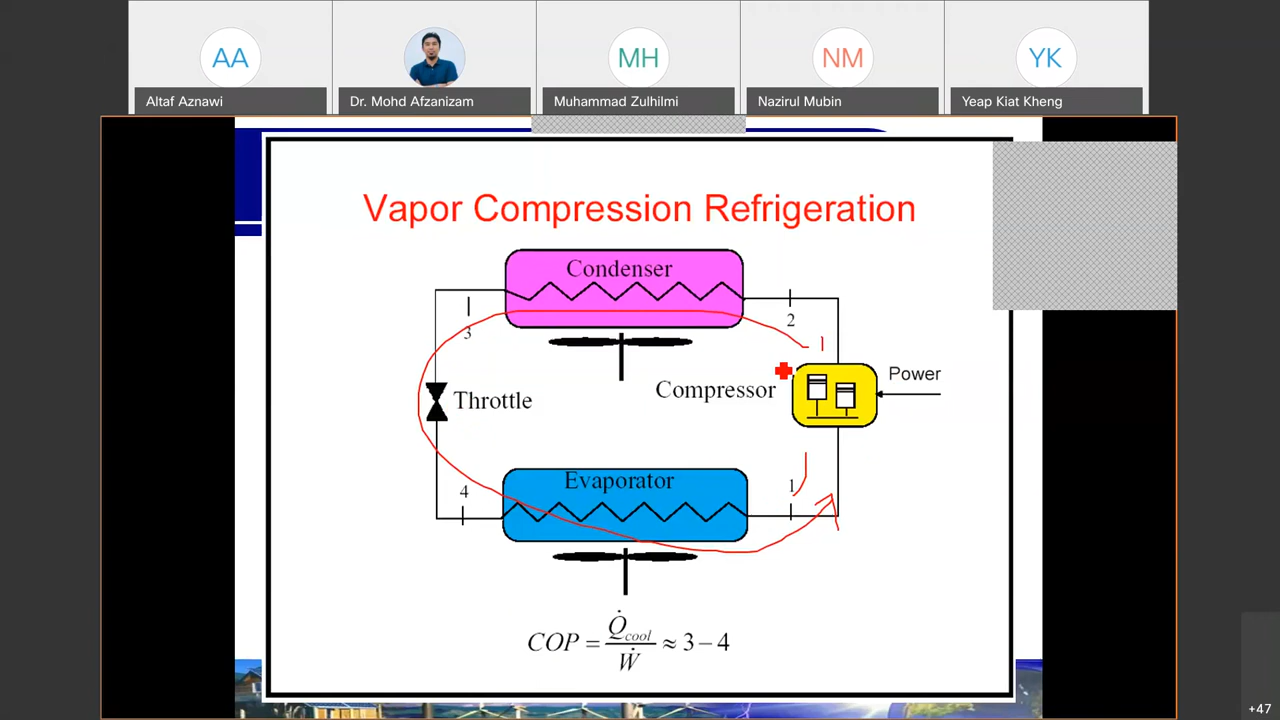 AA
MH
NM
YK
Altaf Aznawi
Dr. Mohd Afzanizam
Muhammad Zulhilmi
Nazirul Mubin
Yeap Kiat Kheng
Vapor Compression Refrigeration
Condenser
2
3
1
Power
Compressor
Throttle
Evaporator
4
1
COP = Q̇cool / Ẇ ≈ 3 – 4
+47